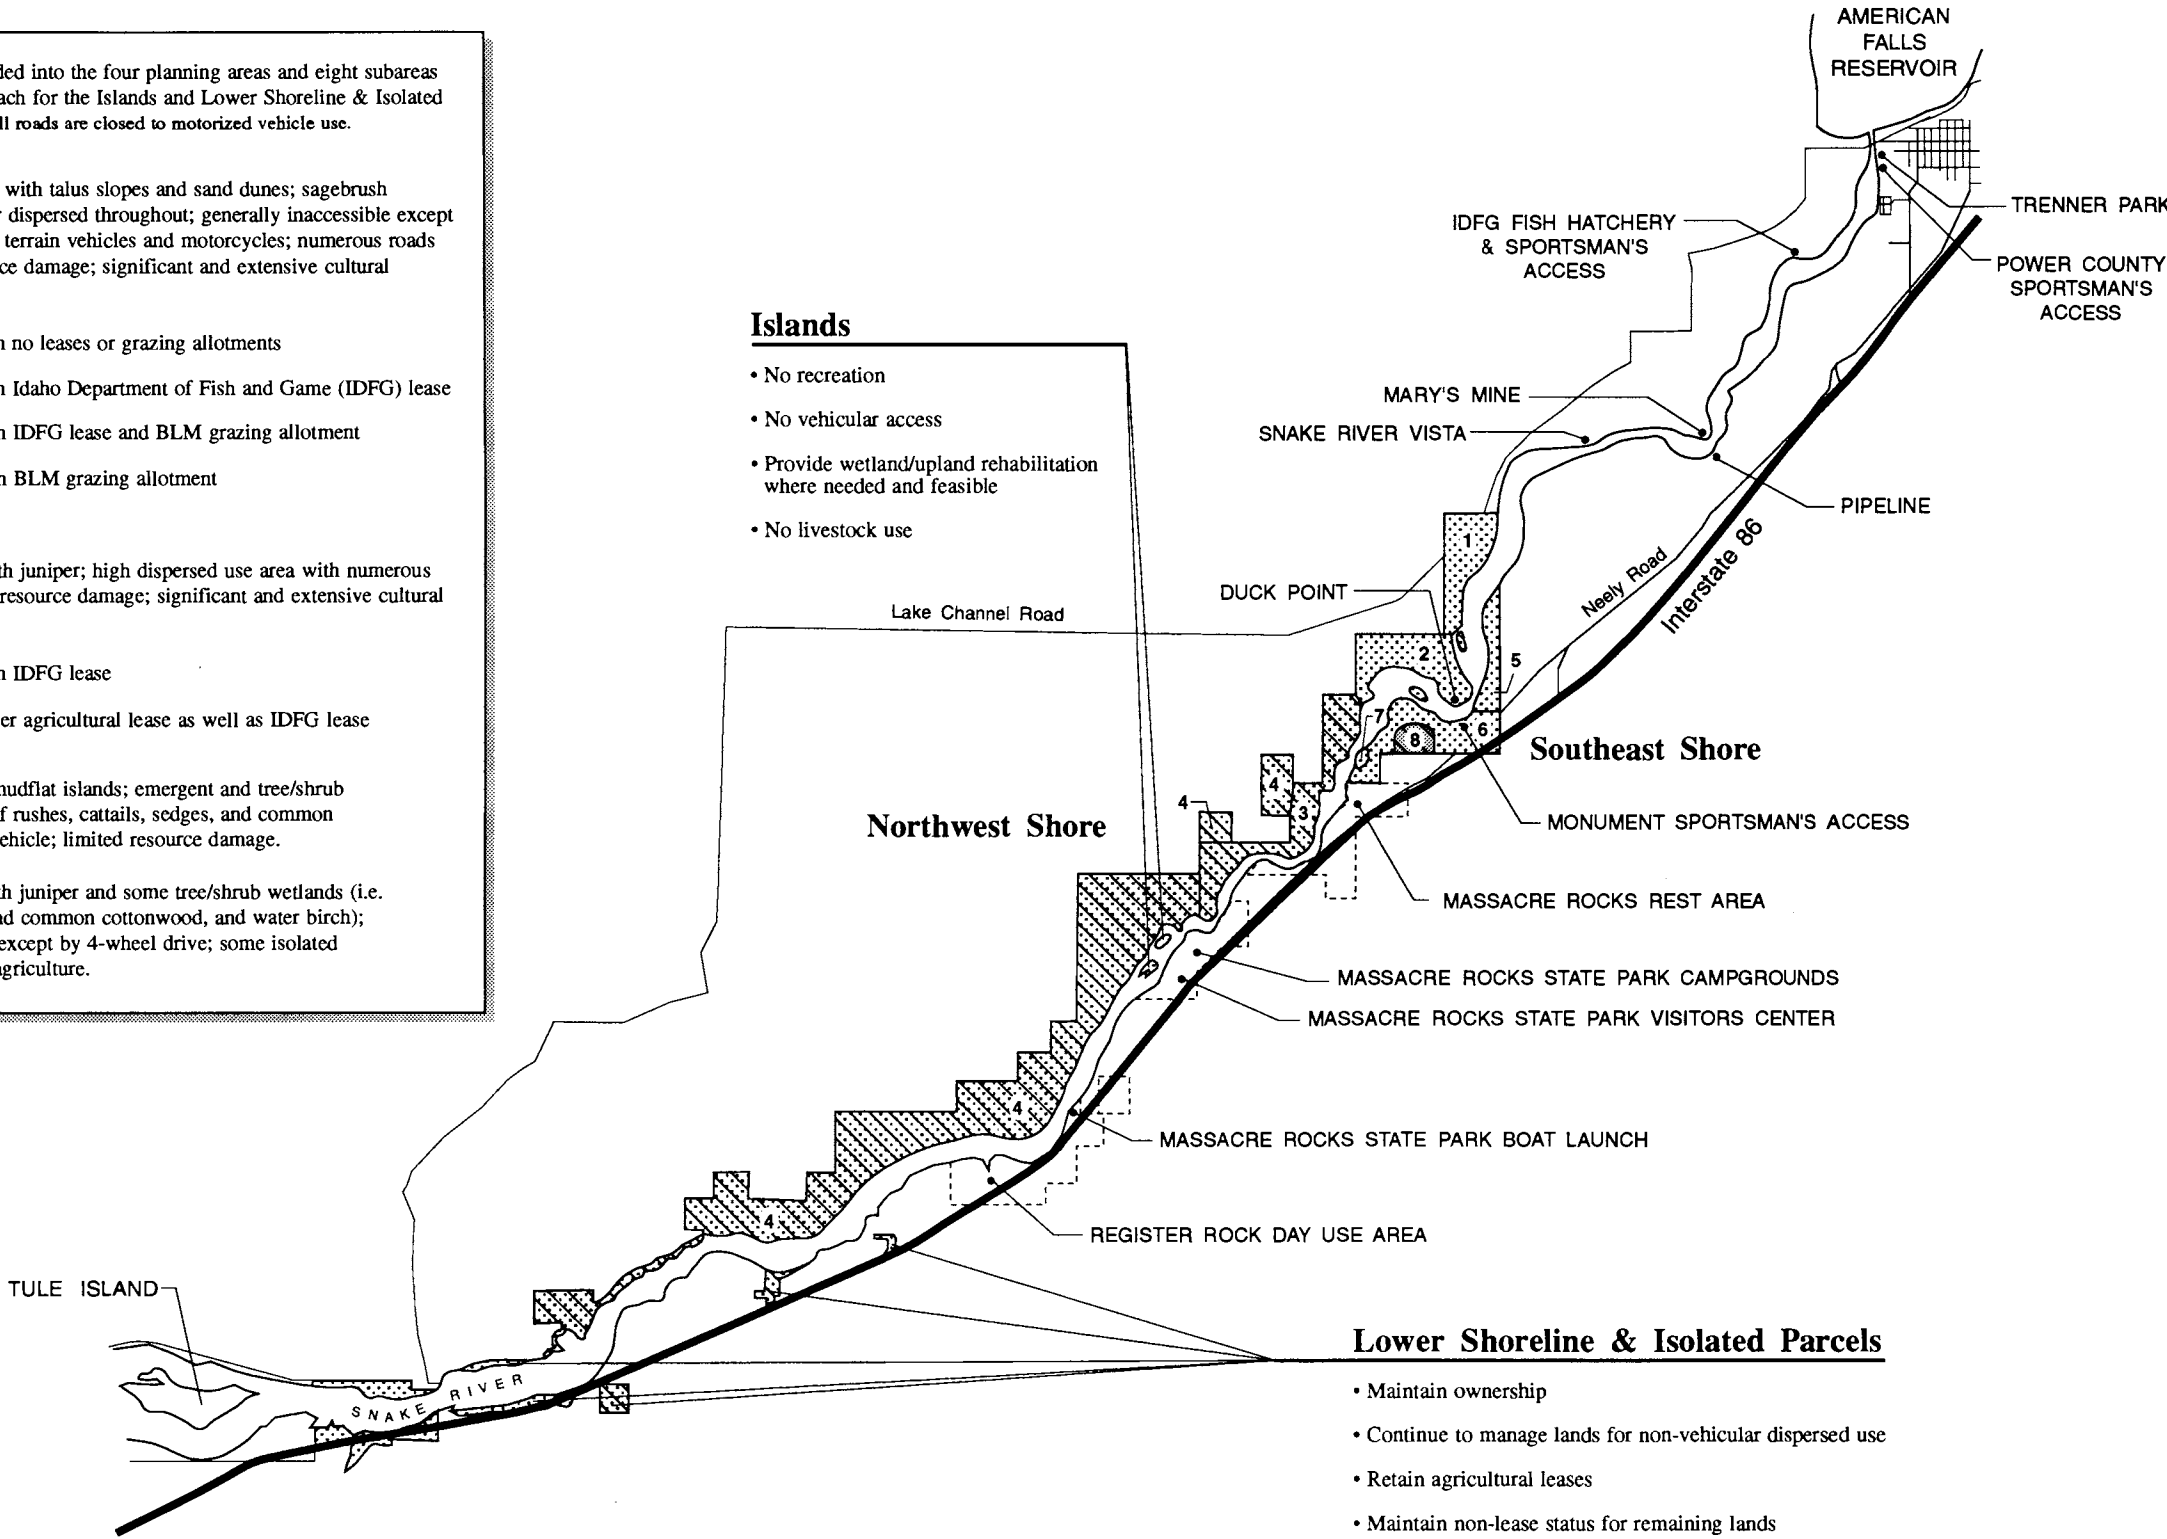 ded into the four planning areas and eight subareas
ach for the Islands and Lower Shoreline & Isolated
ll roads are closed to motorized vehicle use.
with talus slopes and sand dunes; sagebrush
dispersed throughout; generally inaccessible except
terrain vehicles and motorcycles; numerous roads
ce damage; significant and extensive cultural
n no leases or grazing allotments
n Idaho Department of Fish and Game (IDFG) lease
n IDFG lease and BLM grazing allotment
n BLM grazing allotment
th juniper; high dispersed use area with numerous
resource damage; significant and extensive cultural
n IDFG lease
er agricultural lease as well as IDFG lease
mudflat islands; emergent and tree/shrub
f rushes, cattails, sedges, and common
ehicle; limited resource damage.
th juniper and some tree/shrub wetlands (i.e.
nd common cottonwood, and water birch);
except by 4-wheel drive; some isolated
agriculture.
Islands
• No recreation
• No vehicular access
• Provide wetland/upland rehabilitation
where needed and feasible
• No livestock use
AMERICAN
FALLS
RESERVOIR
TRENNER PARK
IDFG FISH HATCHERY
& SPORTSMAN'S
ACCESS
POWER COUNTY
SPORTSMAN'S
ACCESS
MARY'S MINE
SNAKE RIVER VISTA
PIPELINE
Interstate 86
Neely Road
1
DUCK POINT
Lake Channel Road
2
5
7
6
8
Southeast Shore
4
4
3
Northwest Shore
MONUMENT SPORTSMAN'S ACCESS
MASSACRE ROCKS REST AREA
MASSACRE ROCKS STATE PARK CAMPGROUNDS
MASSACRE ROCKS STATE PARK VISITORS CENTER
4
MASSACRE ROCKS STATE PARK BOAT LAUNCH
4
REGISTER ROCK DAY USE AREA
TULE ISLAND
SNAKE RIVER
Lower Shoreline & Isolated Parcels
• Maintain ownership
• Continue to manage lands for non-vehicular dispersed use
• Retain agricultural leases
• Maintain non-lease status for remaining lands